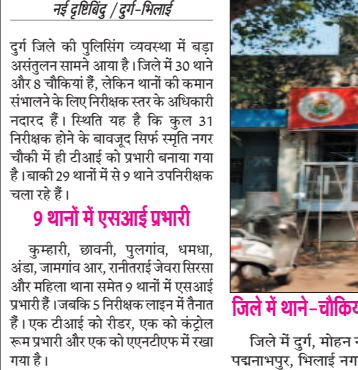 नई दृष्टिबिंदु / दुर्ग-भिलाई
दुर्ग जिले की पुलिसिंग व्यवस्था में बड़ा
असंतुलन सामने आया है। जिले में 30 थाने
और 8 चौकियां हैं, लेकिन थानों की कमान
संभालने के लिए निरीक्षक स्तर के अधिकारी
नदारद हैं। स्थिति यह है कि कुल 31
निरीक्षक होने के बावजूद सिर्फ स्मृति नगर
चौकी में ही टीआई को प्रभारी बनाया गया
है। बाकी 29 थानों में से 9 थाने उपनिरीक्षक
चला रहे हैं।
9 थानों में एसआई प्रभारी
कुम्हारी, छावनी, पुलगांव, धमधा,
अंडा, जामगांव आर, रानीतराई जेवरा सिरसा
और महिला थाना समेत 9 थानों में एसआई
प्रभारी हैं। जबकि 5 निरीक्षक लाइन में तैनात
हैं। एक टीआई को रीडर, एक को कंट्रोल
रूम प्रभारी और एक को एएनटीएफ में रखा
गया है।
जिले में थाने-चौकिय
जिले में दुर्ग, मोहन
पद्मनाभपुर, भिलाई नग